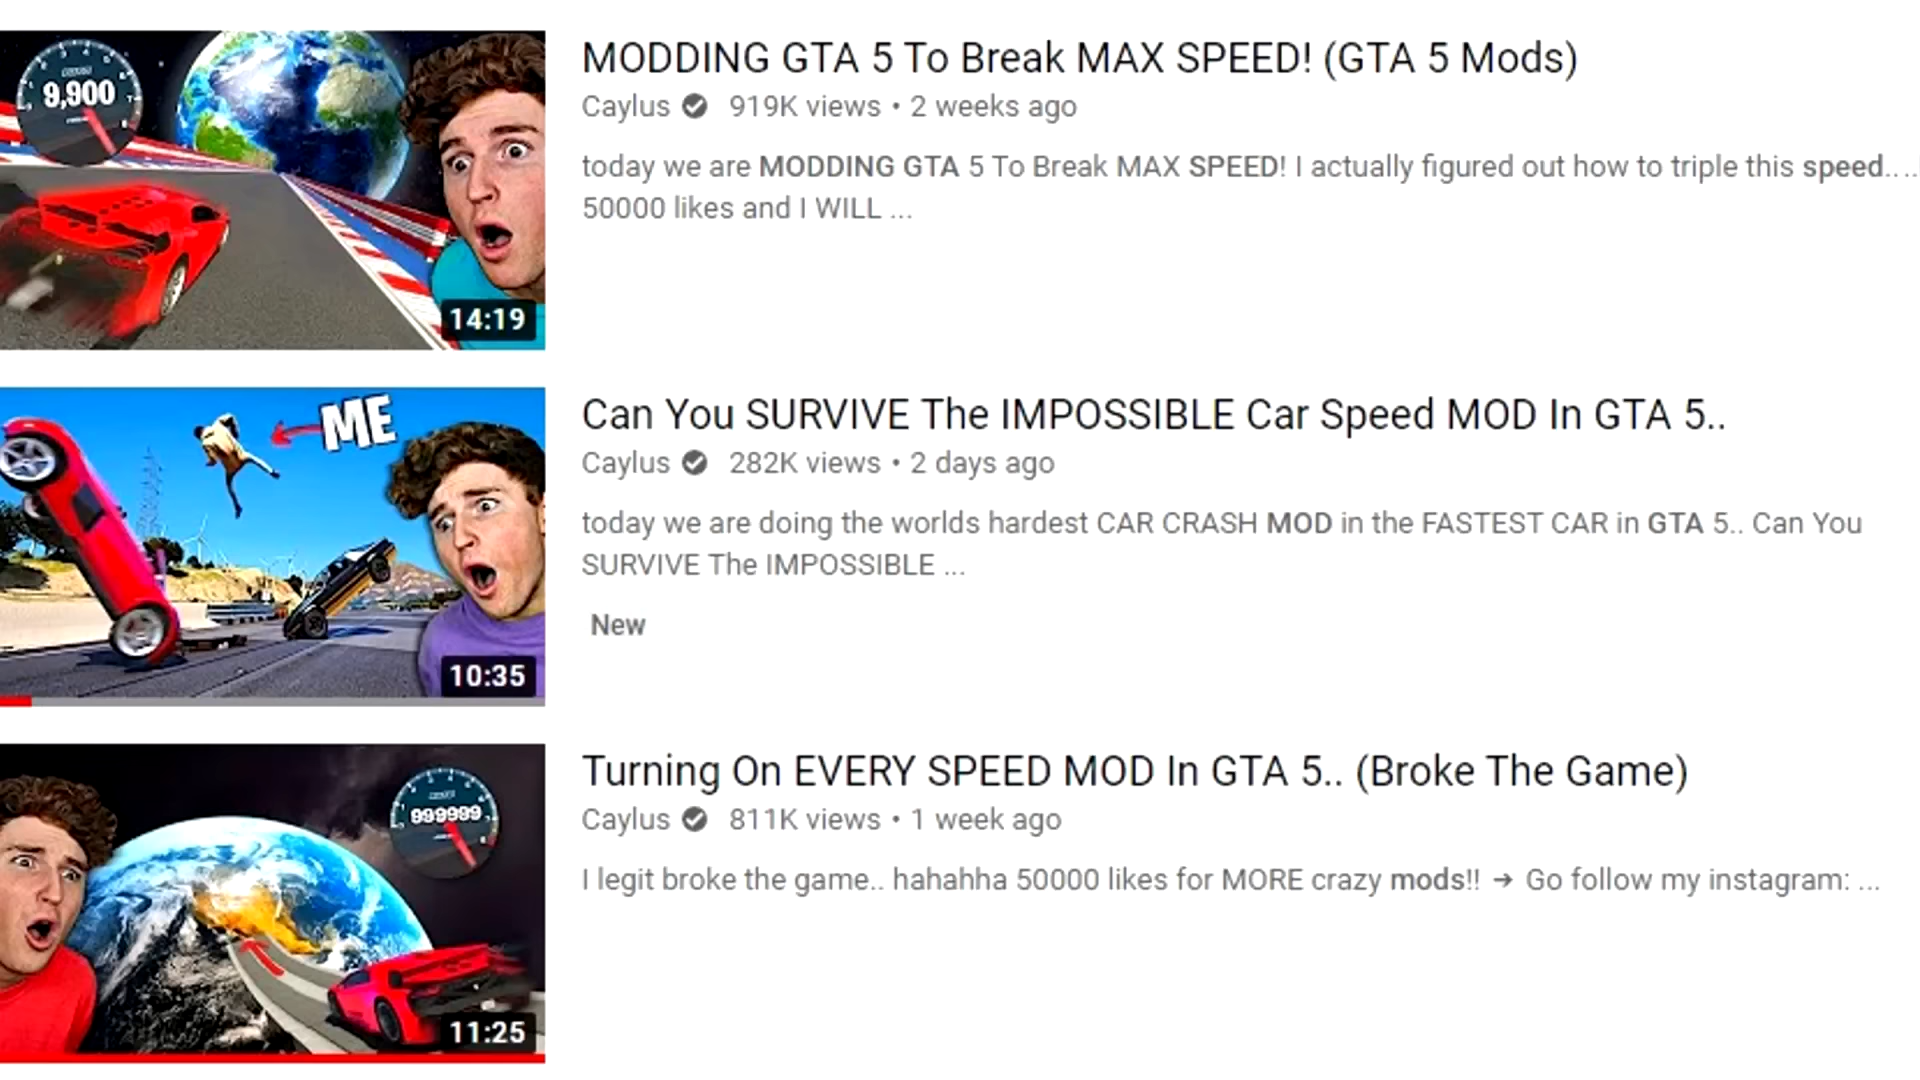 9,900
14:19
MODDING GTA 5 To Break MAX SPEED! (GTA 5 Mods)
Caylus 919K views • 2 weeks ago
today we are MODDING GTA 5 To Break MAX SPEED! I actually figured out how to triple this speed.. ..
50000 likes and I WILL ...
ME
10:35
Can You SURVIVE The IMPOSSIBLE Car Speed MOD In GTA 5..
Caylus 282K views • 2 days ago
today we are doing the worlds hardest CAR CRASH MOD in the FASTEST CAR in GTA 5.. Can You
SURVIVE The IMPOSSIBLE ...
New
999999
11:25
Turning On EVERY SPEED MOD In GTA 5.. (Broke The Game)
Caylus 811K views • 1 week ago
I legit broke the game.. hahahha 50000 likes for MORE crazy mods!! → Go follow my instagram: ...